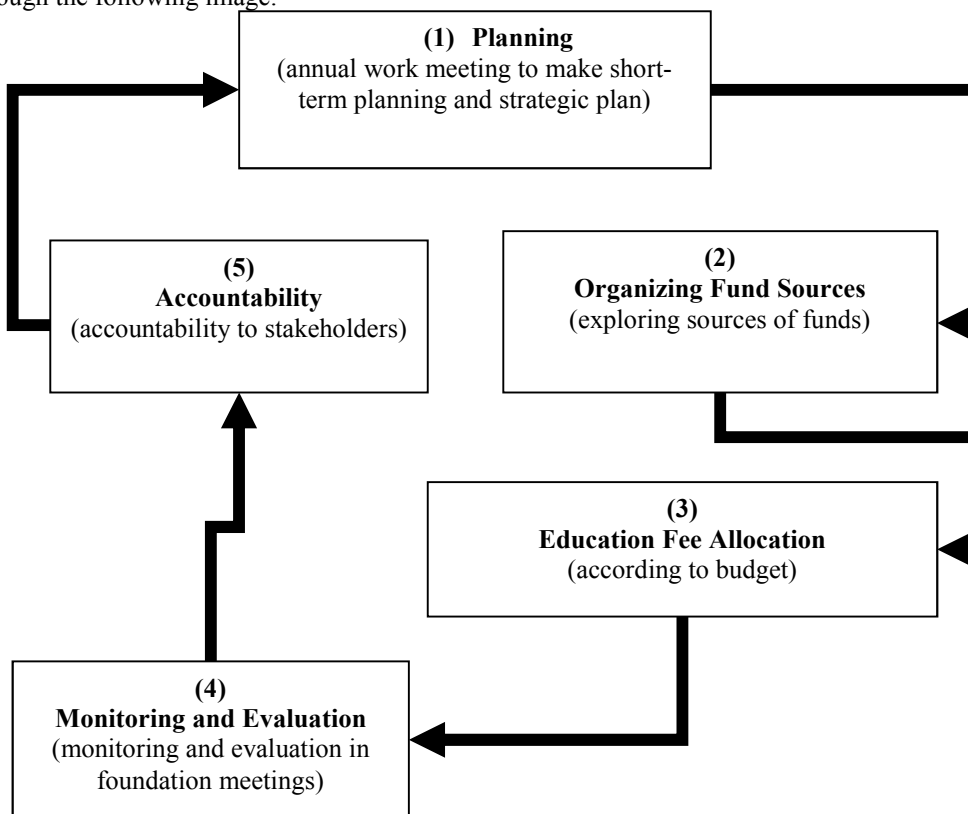 through the following image:
(1) Planning
(annual work meeting to make short-
term planning and strategic plan)
(2)
Organizing Fund Sources
(exploring sources of funds)
(5)
Accountability
(accountability to stakeholders)
(3)
Education Fee Allocation
(according to budget)
(4)
Monitoring and Evaluation
(monitoring and evaluation in
foundation meetings)